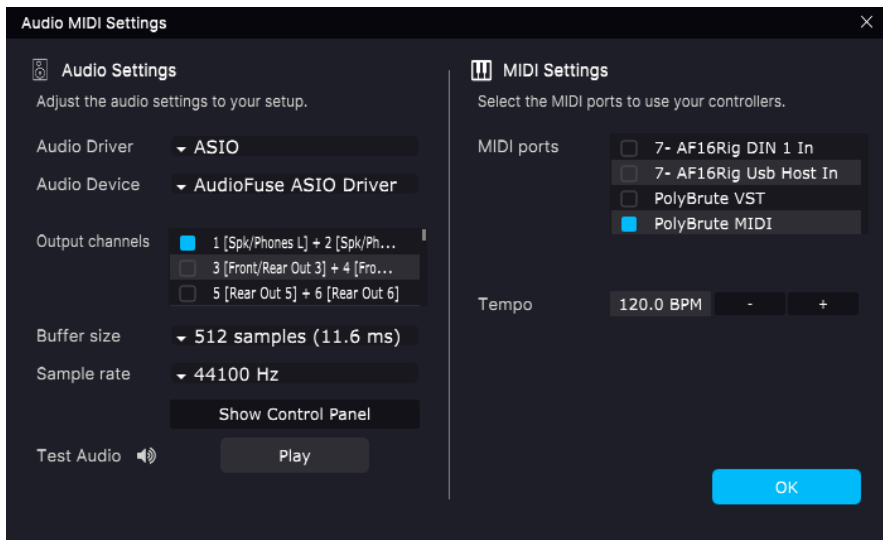 Audio MIDI Settings
Audio Settings
Adjust the audio settings to your setup.
Audio Driver
ASIO
Audio Device
AudioFuse ASIO Driver
Output channels
1 [Spk/Phones L] + 2 [Spk/Ph...
3 [Front/Rear Out 3] + 4 [Fro...
5 [Rear Out 5] + 6 [Rear Out 6]
Buffer size
512 samples (11.6 ms)
Sample rate
44100 Hz
Show Control Panel
Test Audio
Play
MIDI Settings
Select the MIDI ports to use your controllers.
MIDI ports
7- AF16Rig DIN 1 In
7- AF16Rig Usb Host In
PolyBrute VST
PolyBrute MIDI
Tempo
120.0 BPM - +
OK